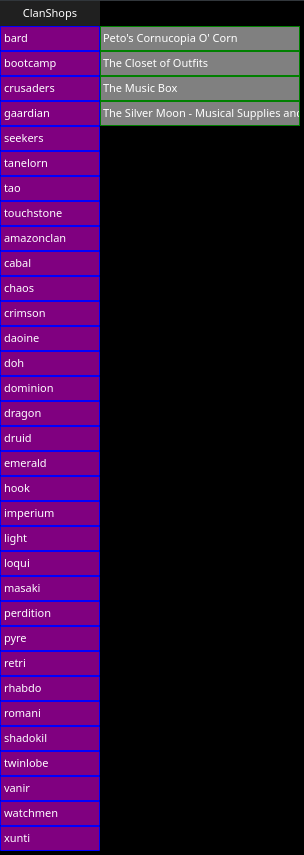 ClanShops
bard
Peto's Cornucopia O' Corn
bootcamp
The Closet of Outfits
crusaders
The Music Box
gaardian
The Silver Moon - Musical Supplies and
seekers
tanelorn
tao
touchstone
amazonclan
cabal
chaos
crimson
daoine
doh
dominion
dragon
druid
emerald
hook
imperium
light
loqui
masaki
perdition
pyre
retri
rhabdo
romani
shadokil
twinlobe
vanir
watchmen
xunti